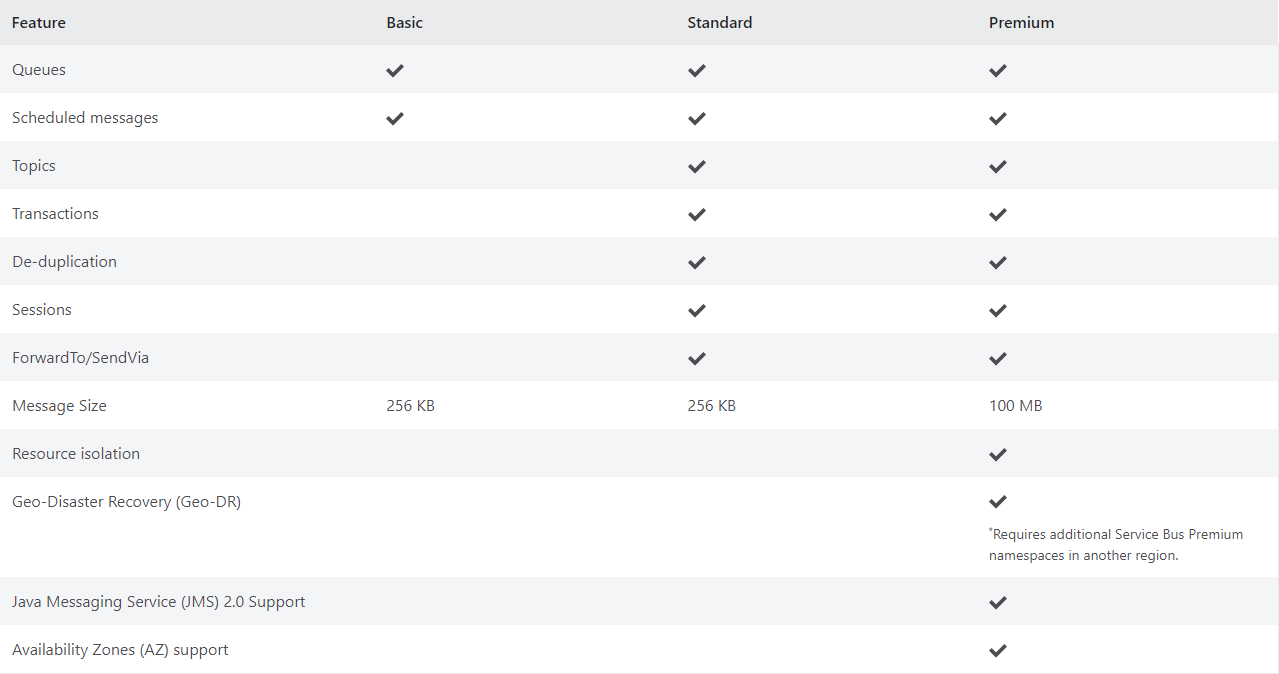 Feature Basic Standard Premium
Queues ✔ ✔ ✔
Scheduled messages ✔ ✔ ✔
Topics ✔ ✔
Transactions ✔ ✔
De-duplication ✔ ✔
Sessions ✔ ✔
ForwardTo/SendVia ✔ ✔
Message Size 256 KB 256 KB 100 MB
Resource isolation ✔
Geo-Disaster Recovery (Geo-DR) ✔
*Requires additional Service Bus Premium
namespaces in another region.
Java Messaging Service (JMS) 2.0 Support ✔
Availability Zones (AZ) support ✔